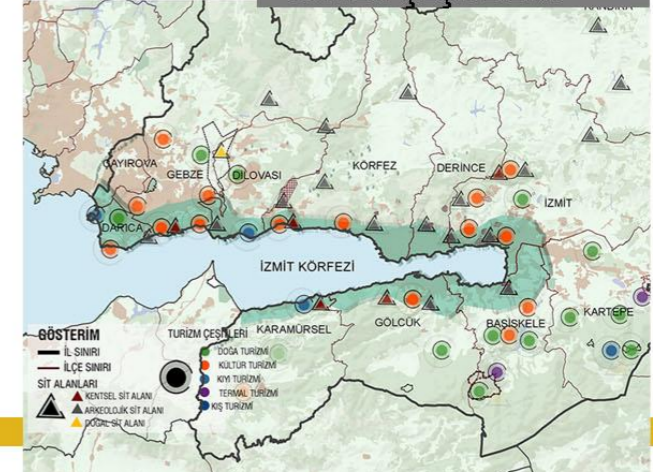 KANDIRA
ÇAYIROVA
GEBZE
DİLOVASI
KÖRFEZ
DERİNCE
İZMİT
DARICA
İZMİT KÖRFEZİ
KARAMÜRSEL
GÖLCÜK
BAŞİSKELE
KARTEPE
GÖSTERİM
İL SINIRI
İLÇE SINIRI
SİT ALANLARI
KENTSEL SİT ALANI
ARKEOLOJİK SİT ALANI
DOĞAL SİT ALANI
TURİZM ÇEŞİTLERİ
DOĞA TURİZMİ
KÜLTÜR TURİZMİ
KIYI TURİZMİ
TERMAL TURİZMİ
KIŞ TURİZMİ